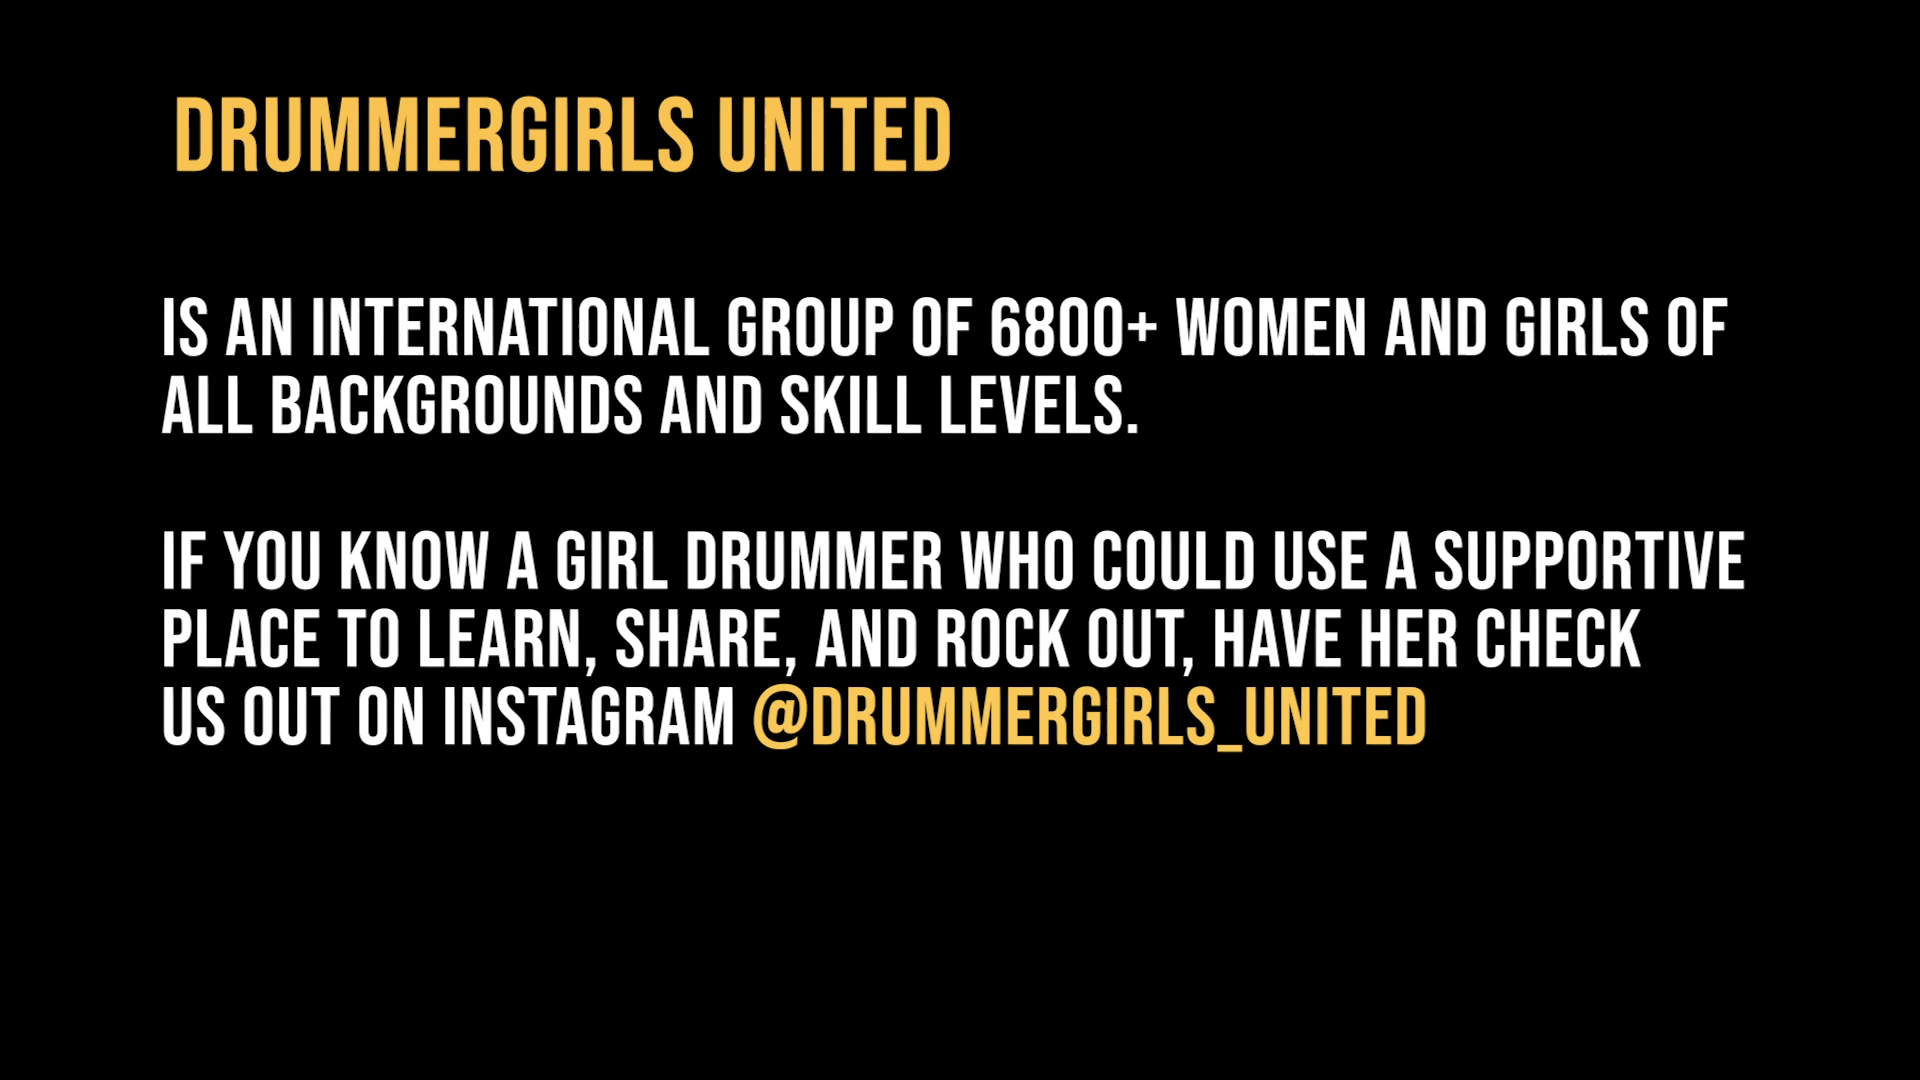 DRUMMERGIRLS UNITED
IS AN INTERNATIONAL GROUP OF 6800+ WOMEN AND GIRLS OF
ALL BACKGROUNDS AND SKILL LEVELS.
IF YOU KNOW A GIRL DRUMMER WHO COULD USE A SUPPORTIVE
PLACE TO LEARN, SHARE, AND ROCK OUT, HAVE HER CHECK
US OUT ON INSTAGRAM @DRUMMERGIRLS_UNITED